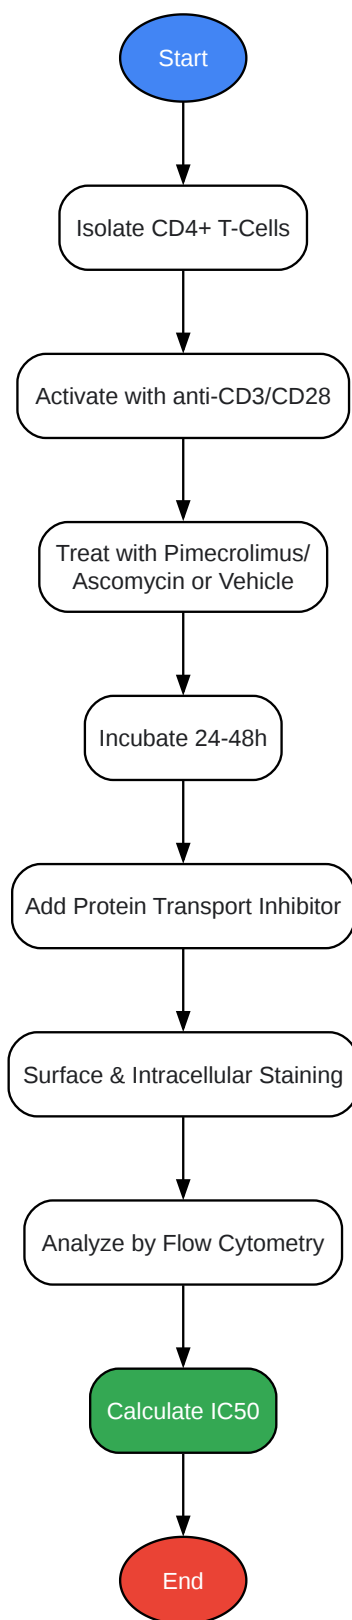 Start
Isolate CD4+ T-Cells
Activate with anti-CD3/CD28
Treat with Pimecrolimus/
Ascomycin or Vehicle
Incubate 24-48h
Add Protein Transport Inhibitor
Surface & Intracellular Staining
Analyze by Flow Cytometry
Calculate IC50
End